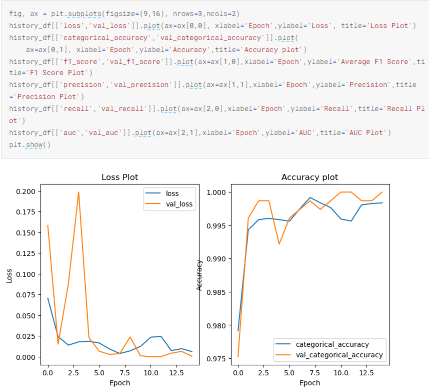 fig, ax = plt.subplots(figsize=(9,16), nrows=3,ncols=2)
history_df[['loss','val_loss']].plot(ax=ax[0,0],xlabel='Epoch',ylabel='Loss', title='Loss Plot')
history_df[['categorical_accuracy','val_categorical_accuracy']].plot(
ax=ax[0,1], xlabel='Epoch',ylabel='Accuracy',title='Accuracy plot')
history_df[['f1_score','val_f1_score']].plot(ax=ax[1,0],xlabel='Epoch',ylabel='Average F1 Score',ti
tle='F1 Score Plot')
history_df[['precision','val_precision']].plot(ax=ax[1,1],xlabel='Epoch',ylabel='Precision',title
='Precision Plot')
history_df[['recall','val_recall']].plot(ax=ax[2,0],xlabel='Epoch',ylabel='Recall',title='Recall Pl
ot')
history_df[['auc','val_auc']].plot(ax=ax[2,1],xlabel='Epoch',ylabel='AUC',title='AUC Plot')
plt.show()
Loss Plot
0.200
0.175
0.150
0.125
0.100
0.075
0.050
0.025
0.000
Loss
loss
val_loss
0.0 2.5 5.0 7.5 10.0 12.5
Epoch
Accuracy plot
1.000
0.995
0.990
0.985
0.980
0.975
Accuracy
categorical_accuracy
val_categorical_accuracy
0.0 2.5 5.0 7.5 10.0 12.5
Epoch